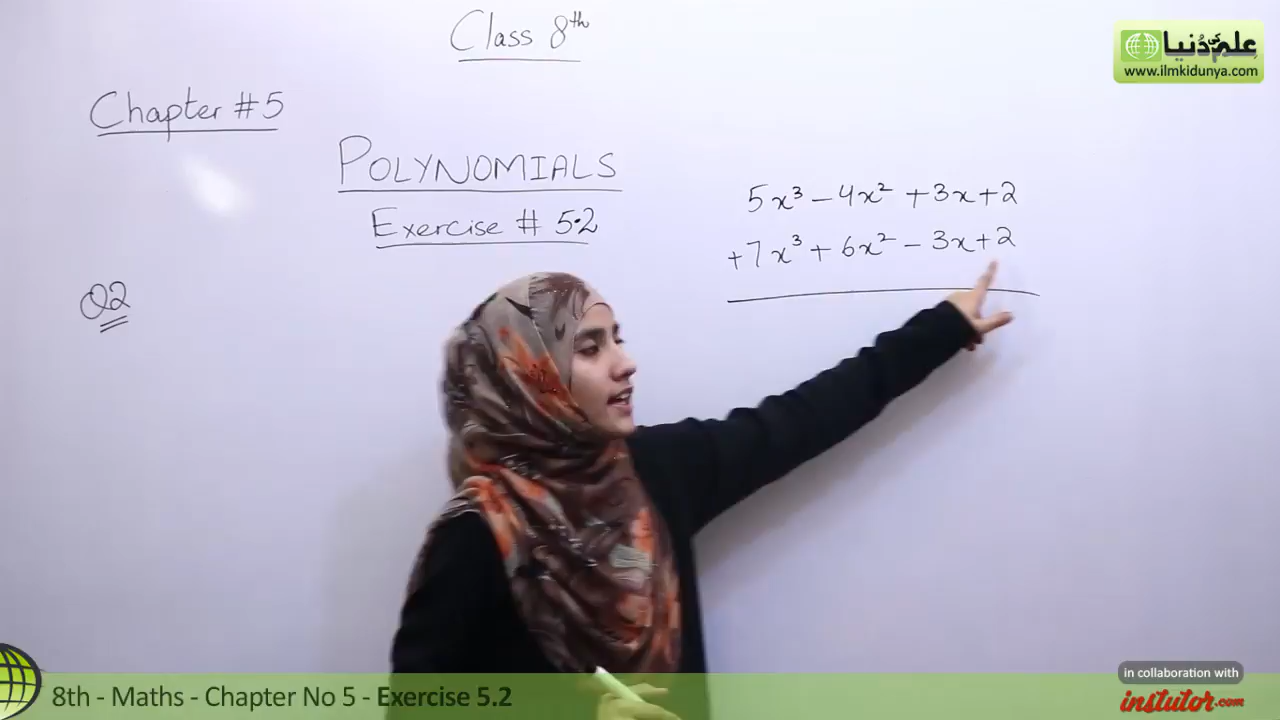 Class 8th
علم کی دُنیا
www.ilmkidunya.com
Chapter #5
POLYNOMIALS
Exercise # 5.2
5x³ - 4x² + 3x + 2
+7x³ + 6x² - 3x + 2
Q2
in collaboration with
instutor.com
8th - Maths - Chapter No 5 - Exercise 5.2